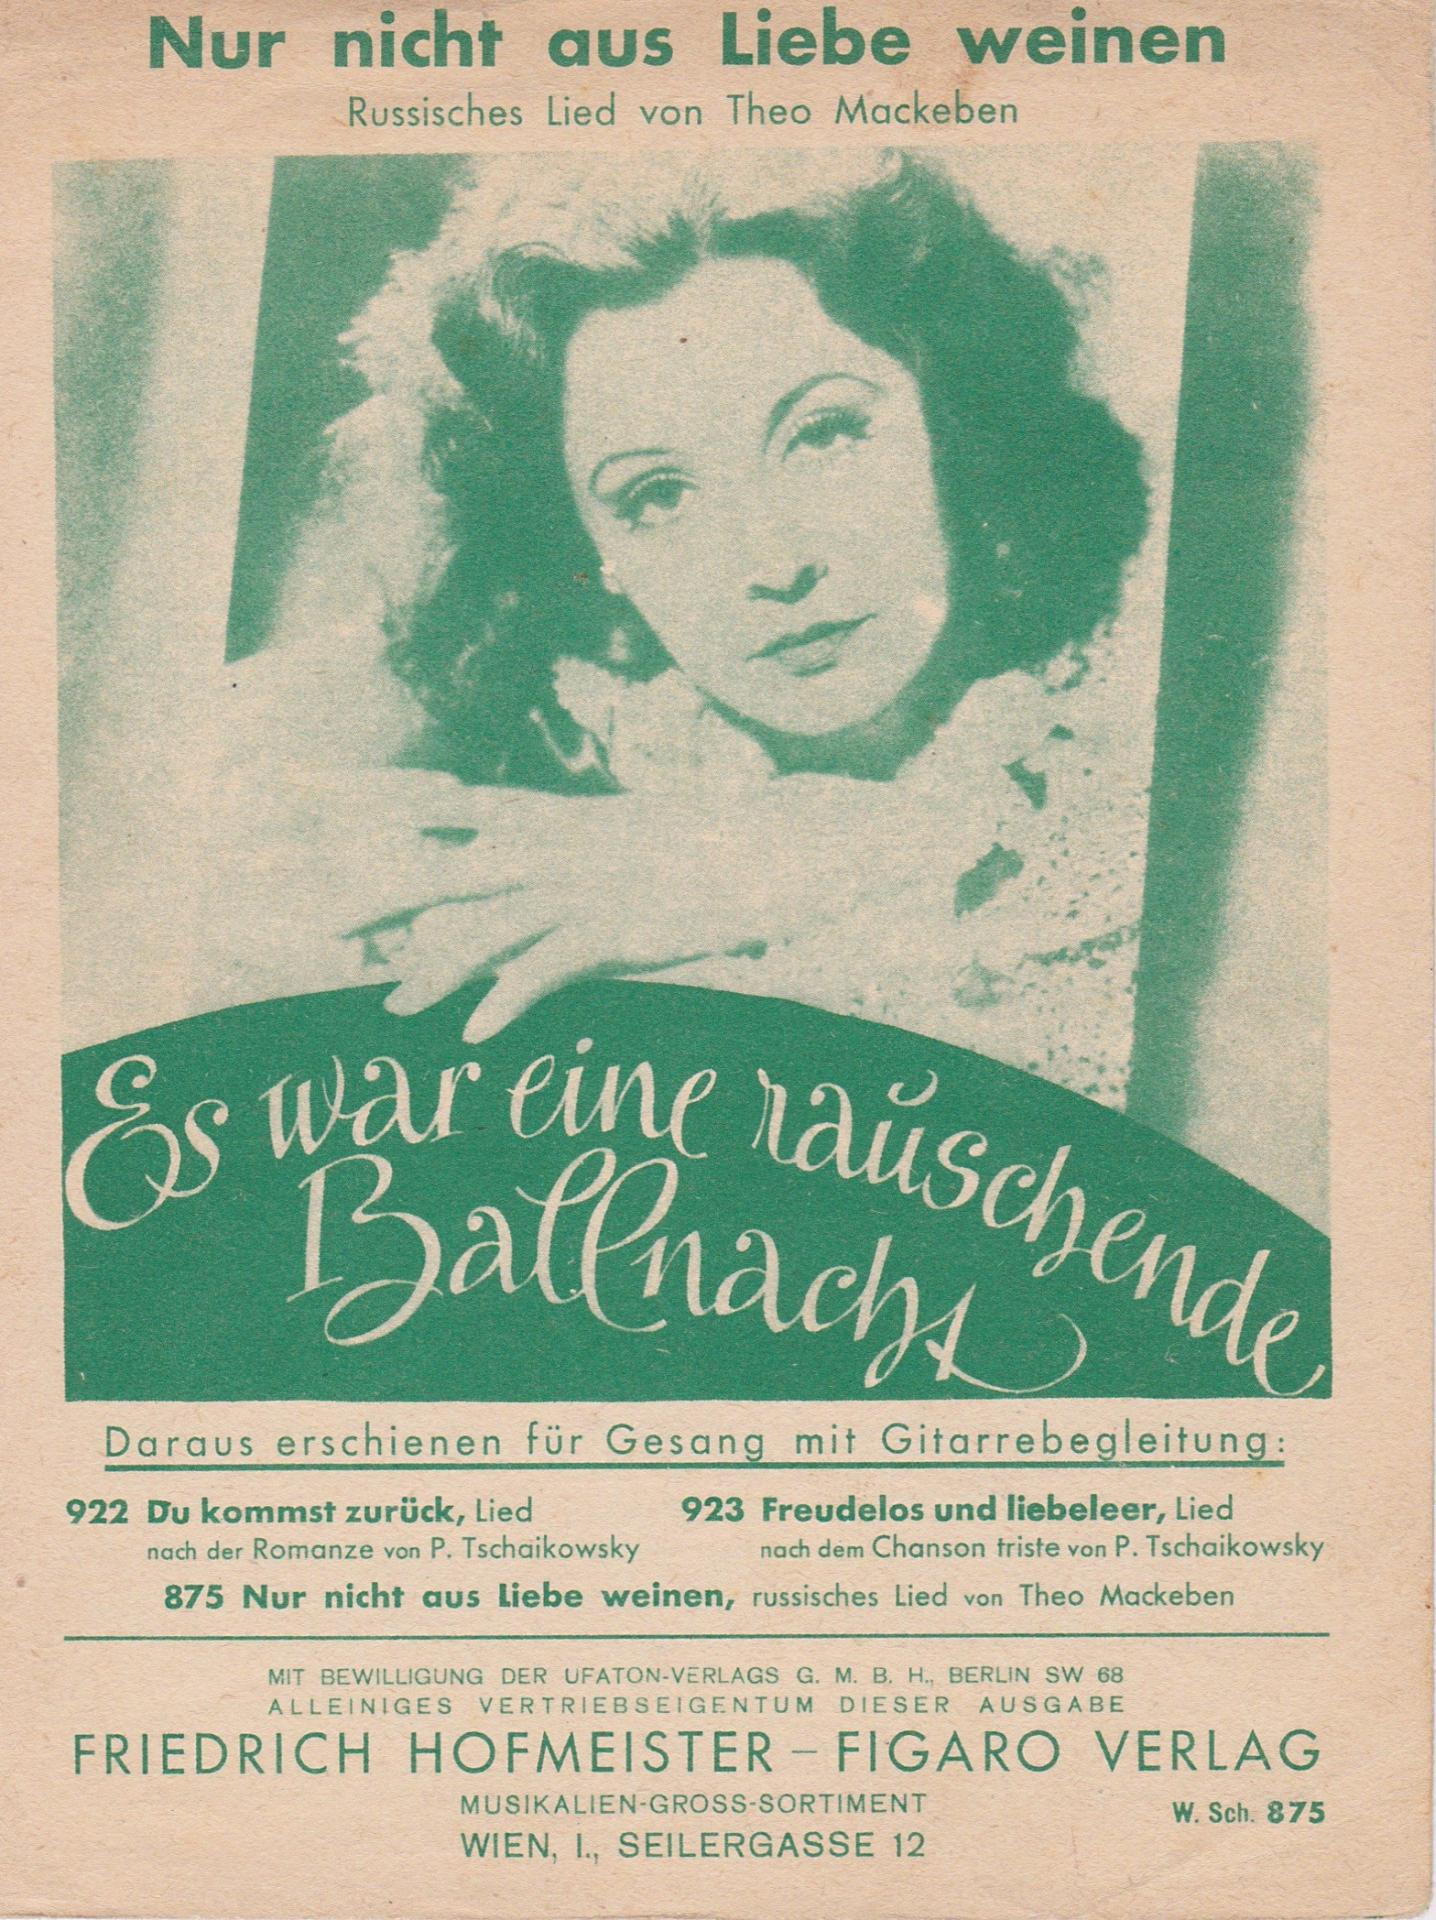 Nur nicht aus Liebe weinen
Russisches Lied von Theo Mackeben
Es war eine rauschende
Ballnacht
Daraus erschienen für Gesang mit Gitarrebegleitung:
922 Du kommst zurück, Lied
nach der Romanze von P. Tschaikowsky
923 Freudelos und liebeleer, Lied
nach dem Chanson triste von P. Tschaikowsky
875 Nur nicht aus Liebe weinen, russisches Lied von Theo Mackeben
MIT BEWILLIGUNG DER UFATON-VERLAGS G. M. B. H., BERLIN SW 68
ALLEINIGES VERTRIEBSEIGENTUM DIESER AUSGABE
FRIEDRICH HOFMEISTER – FIGARO VERLAG
MUSIKALIEN-GROSS-SORTIMENT
W. Sch. 875
WIEN, I., SEILERGASSE 12